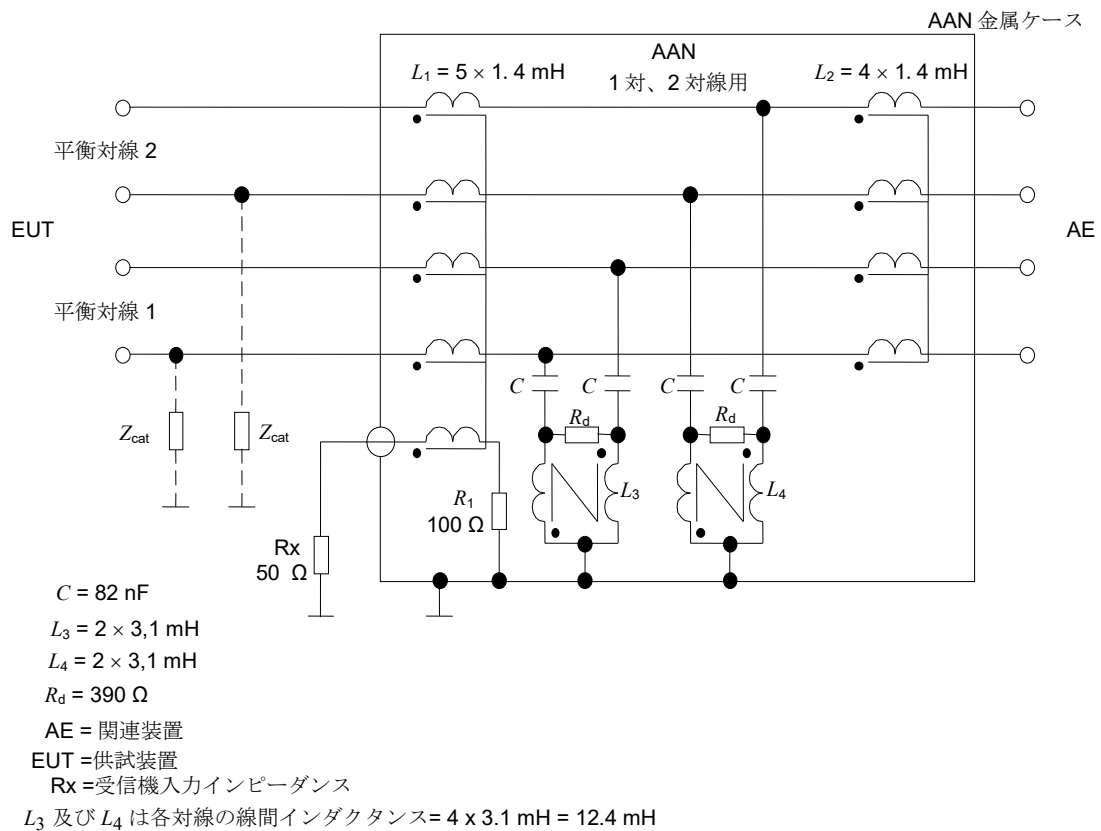 AAN 金属ケース
AAN
1 対、2 対線用
L1 = 5 × 1. 4 mH
L2 = 4 × 1. 4 mH
平衡対線 2
EUT
AE
平衡対線 1
C
C
C
C
Rd
Rd
Zcat
Zcat
L3
L4
R1
100 Ω
Rx
50 Ω
C = 82 nF
L3 = 2 × 3,1 mH
L4 = 2 × 3,1 mH
Rd = 390 Ω
AE = 関連装置
EUT =供試装置
Rx =受信機入力インピーダンス
L3 及び L4 は各対線の線間インダクタンス= 4 x 3.1 mH = 12.4 mH